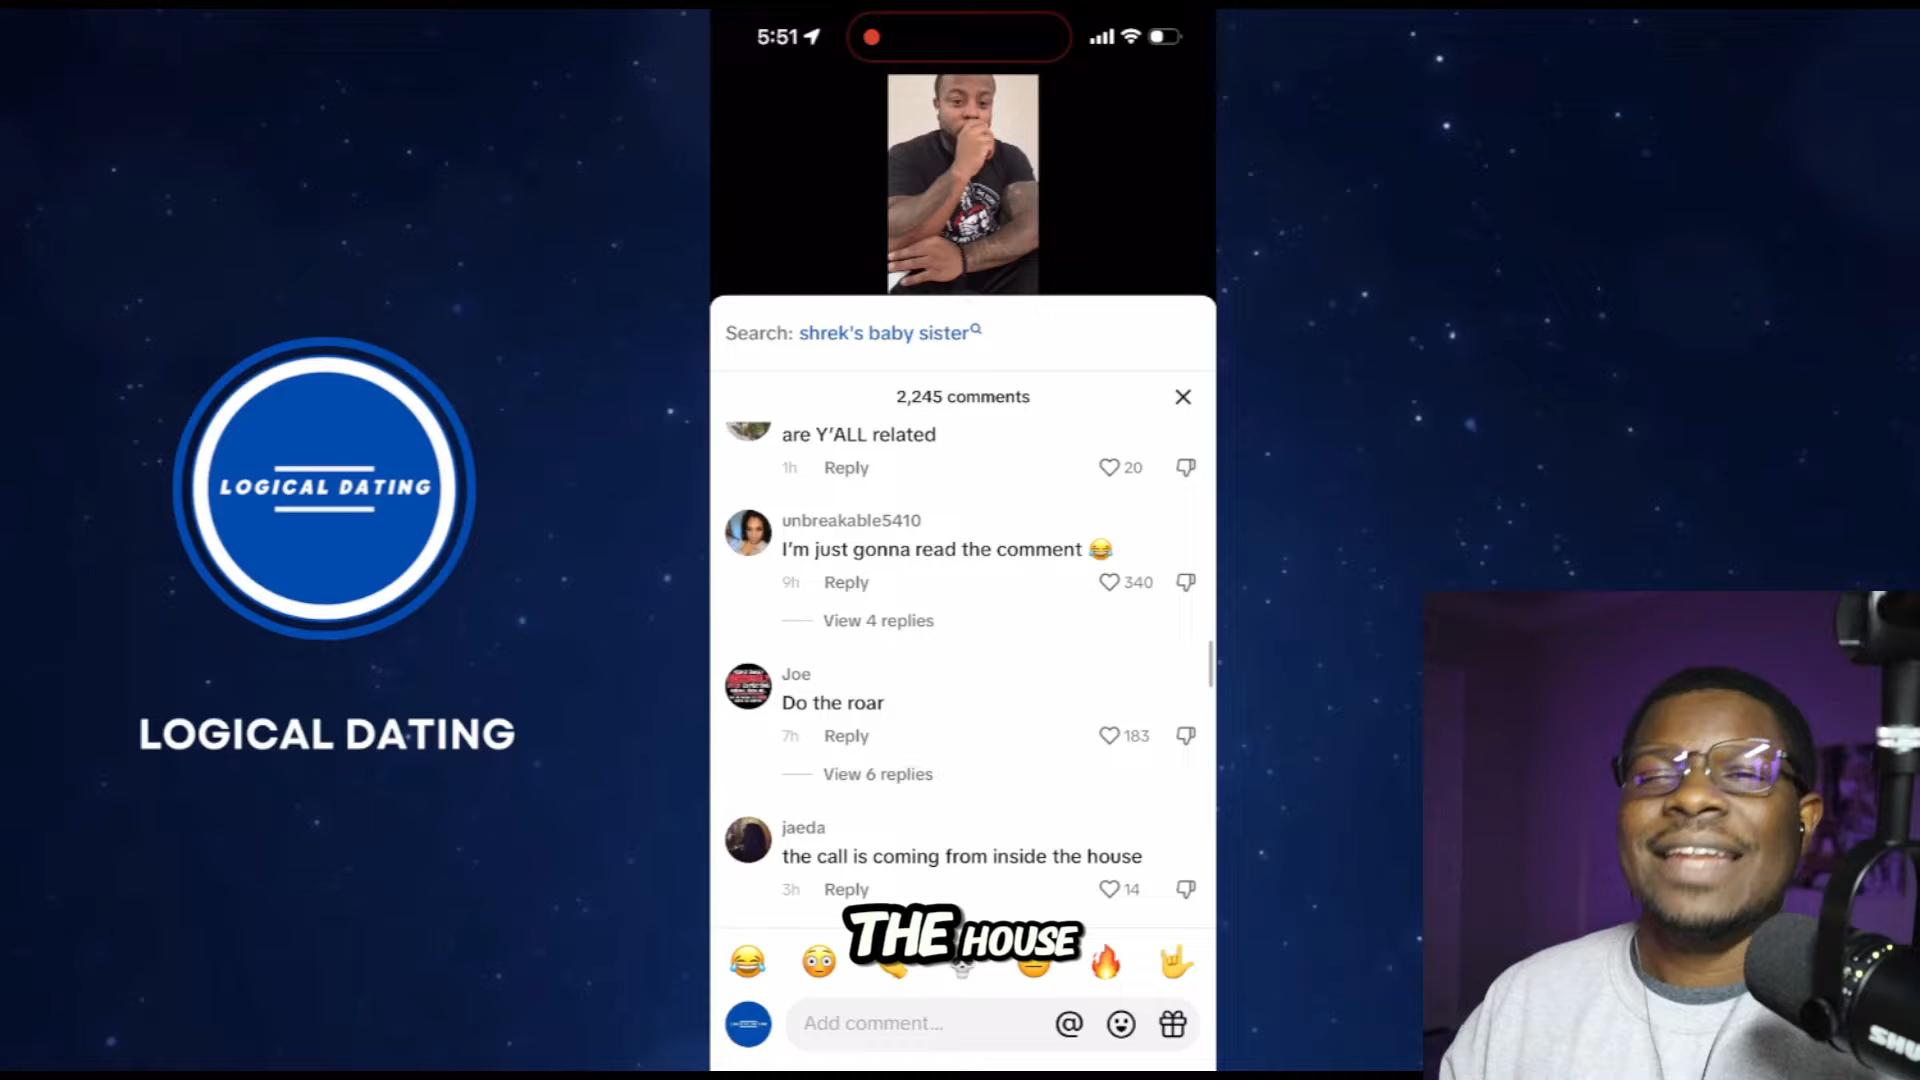 5:51
Search: shrek's baby sister
2,245 comments
are Y'ALL related
1h Reply 20
unbreakable5410
I'm just gonna read the comment 😂
9h Reply 340
View 4 replies
Joe
Do the roar
7h Reply 183
View 6 replies
jaeda
the call is coming from inside the house
3h Reply 14
THE HOUSE
Add comment...
LOGICAL DATING
LOGICAL DATING